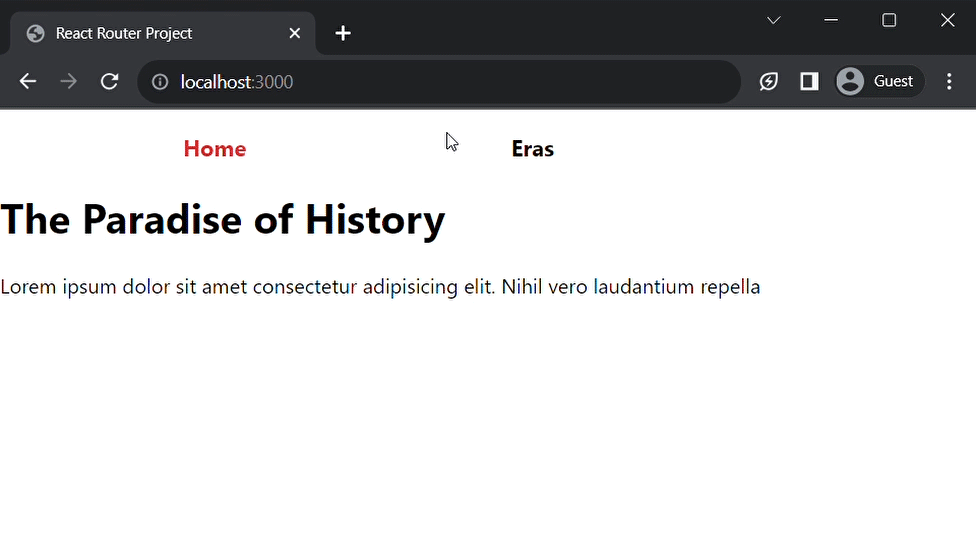 React Router Project
localhost:3000
Guest
Home Eras
The Paradise of History
Lorem ipsum dolor sit amet consectetur adipisicing elit. Nihil vero laudantium repella